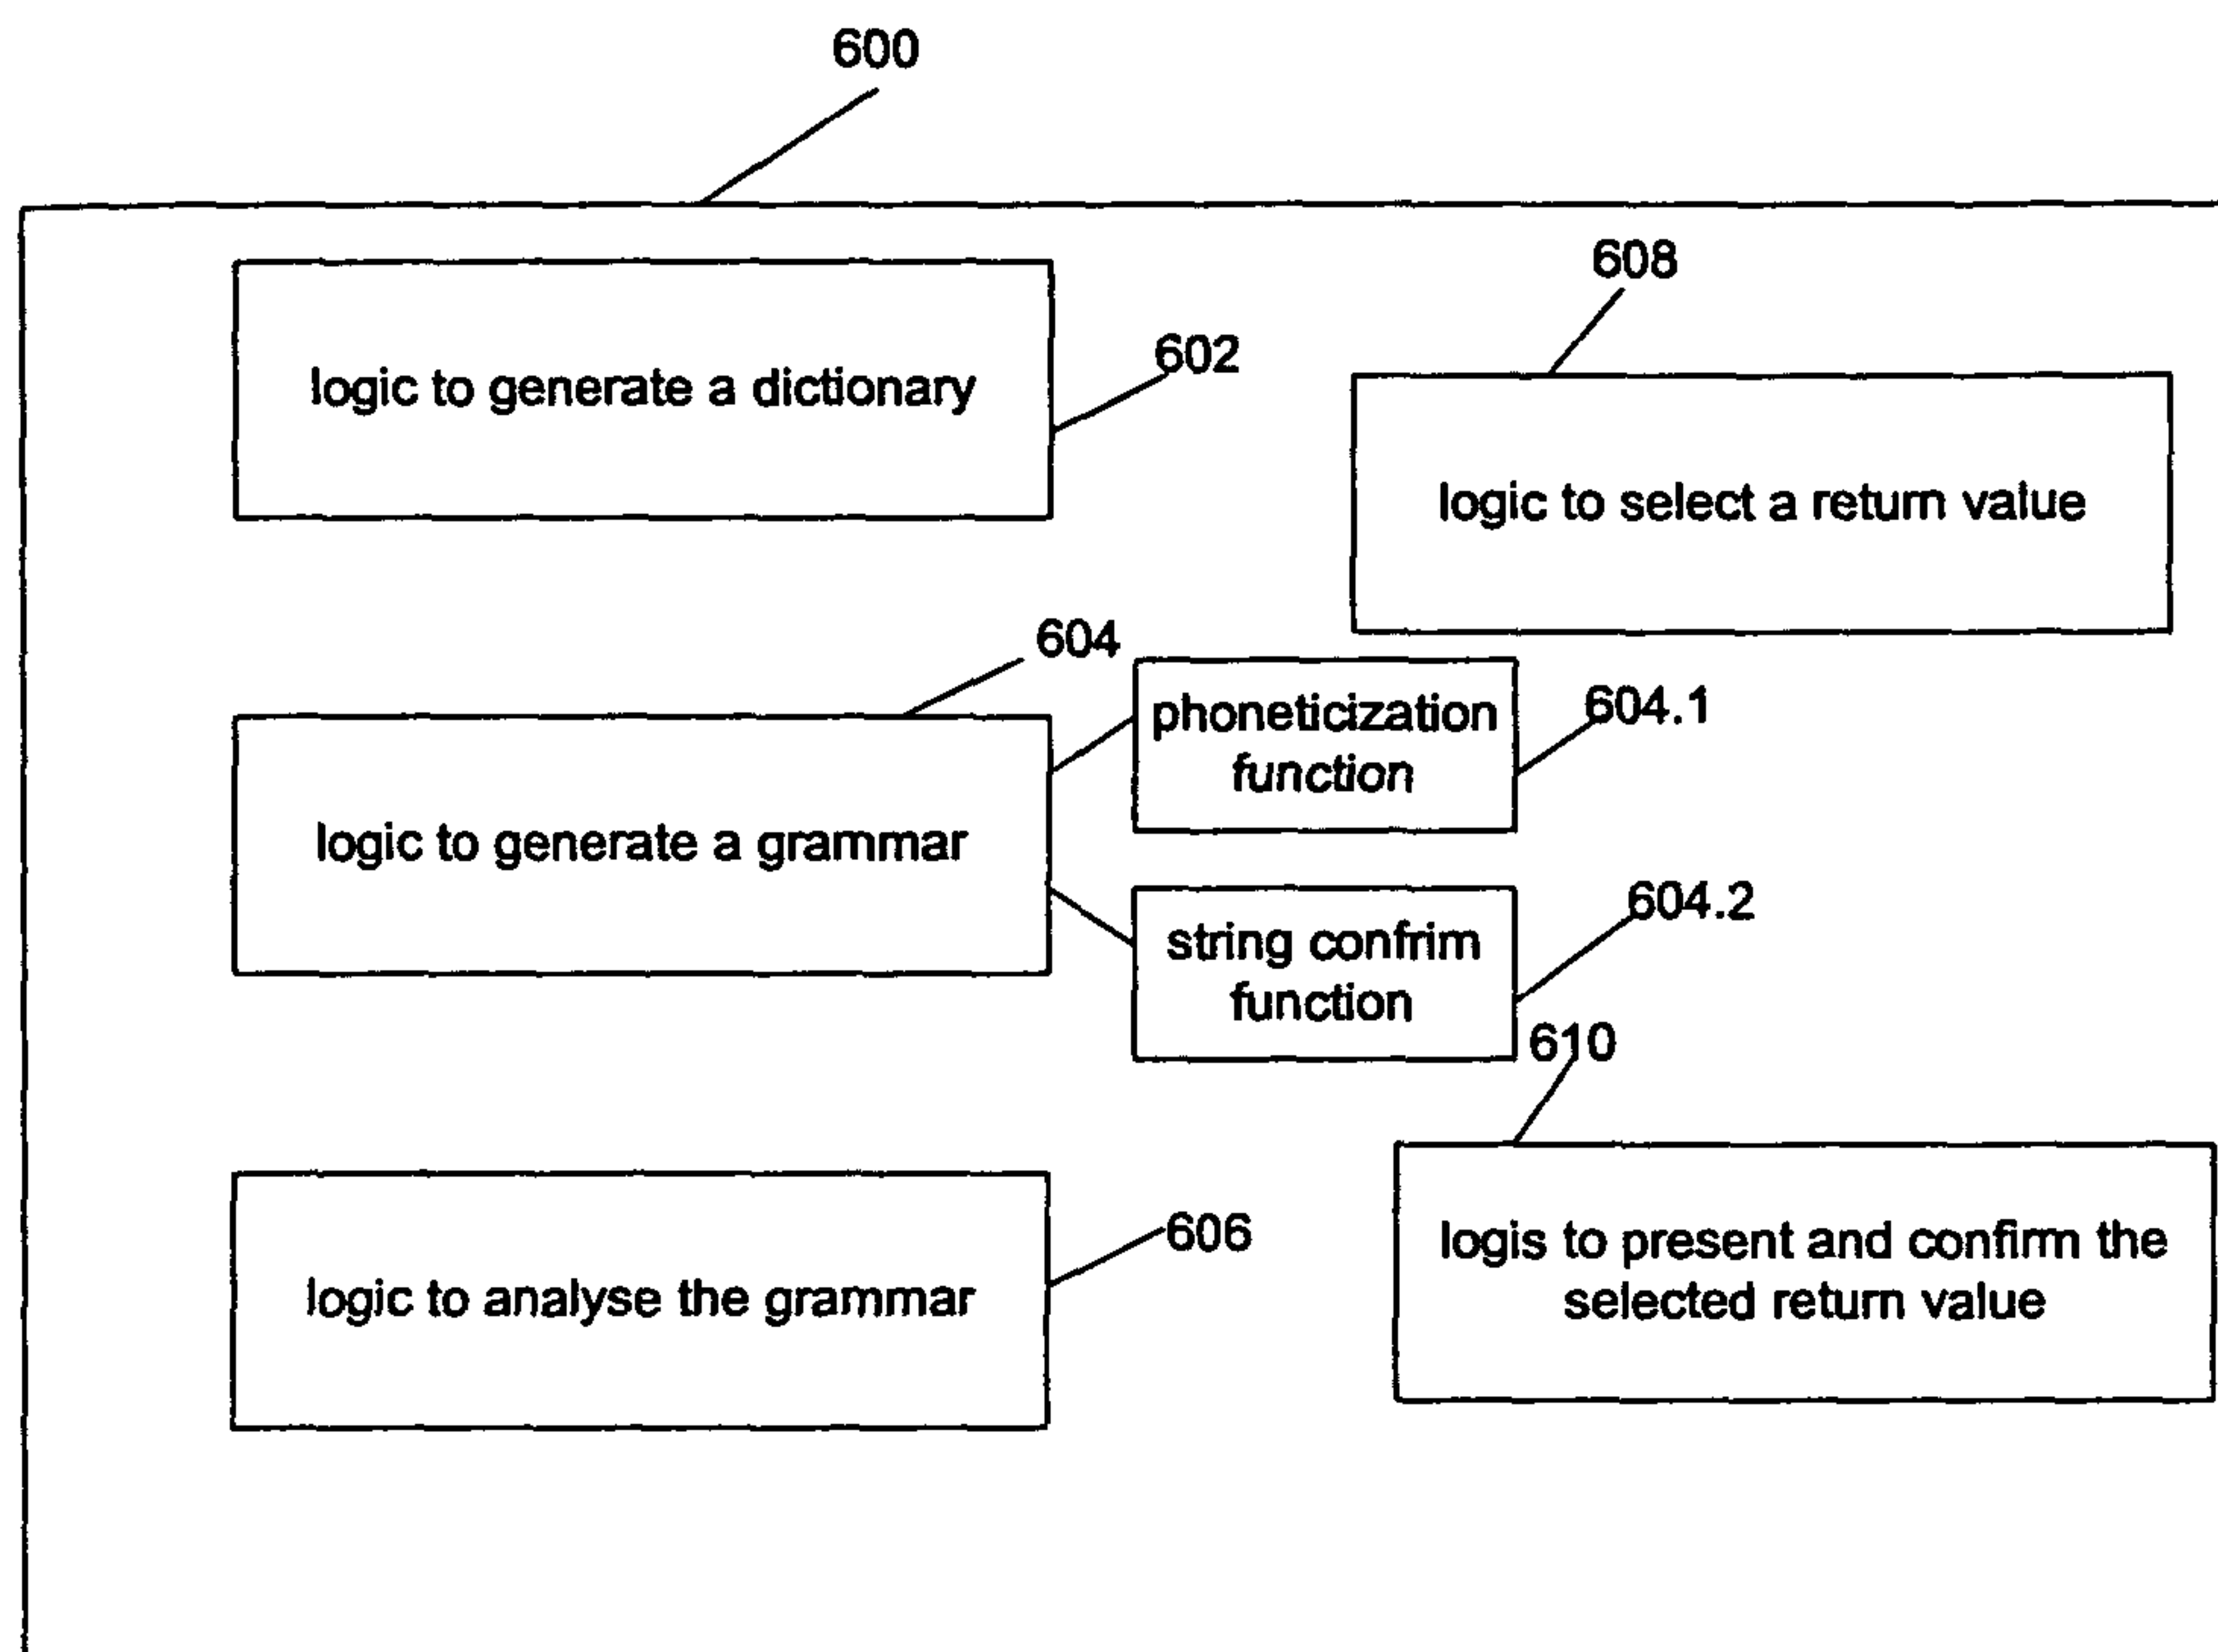 600
608
602
logic to generate a dictionary
logic to select a return value
604
phoneticization
function
604.1
logic to generate a grammar
604.2
string confrim
function
610
606
logis to present and confirm the
selected return value
logic to analyse the grammar